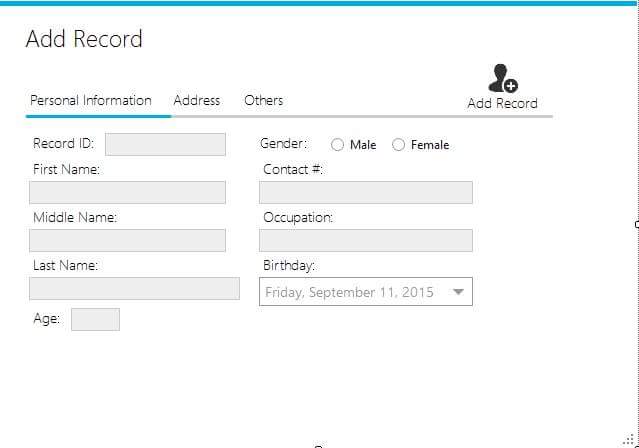 Add Record
Add Record
Personal Information Address Others
Record ID:
Gender: Male Female
First Name:
Contact #:
Middle Name:
Occupation:
Last Name:
Birthday:
Friday, September 11, 2015
Age: